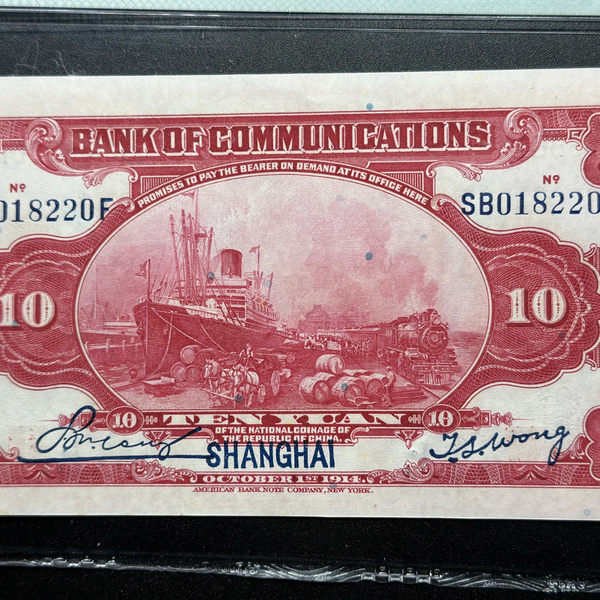 BANK OF COMMUNICATIONS
PROMISES TO PAY THE BEARER ON DEMAND AT ITS OFFICE HERE
Nº
Nº
018220F
SB018220
10
10
10 TEN YUAN 10
OF THE NATIONAL COINAGE OF
THE REPUBLIC OF CHINA.
T.S. Wong
SHANGHAI
OCTOBER 1ST 1914.
AMERICAN BANK NOTE COMPANY, NEW YORK.